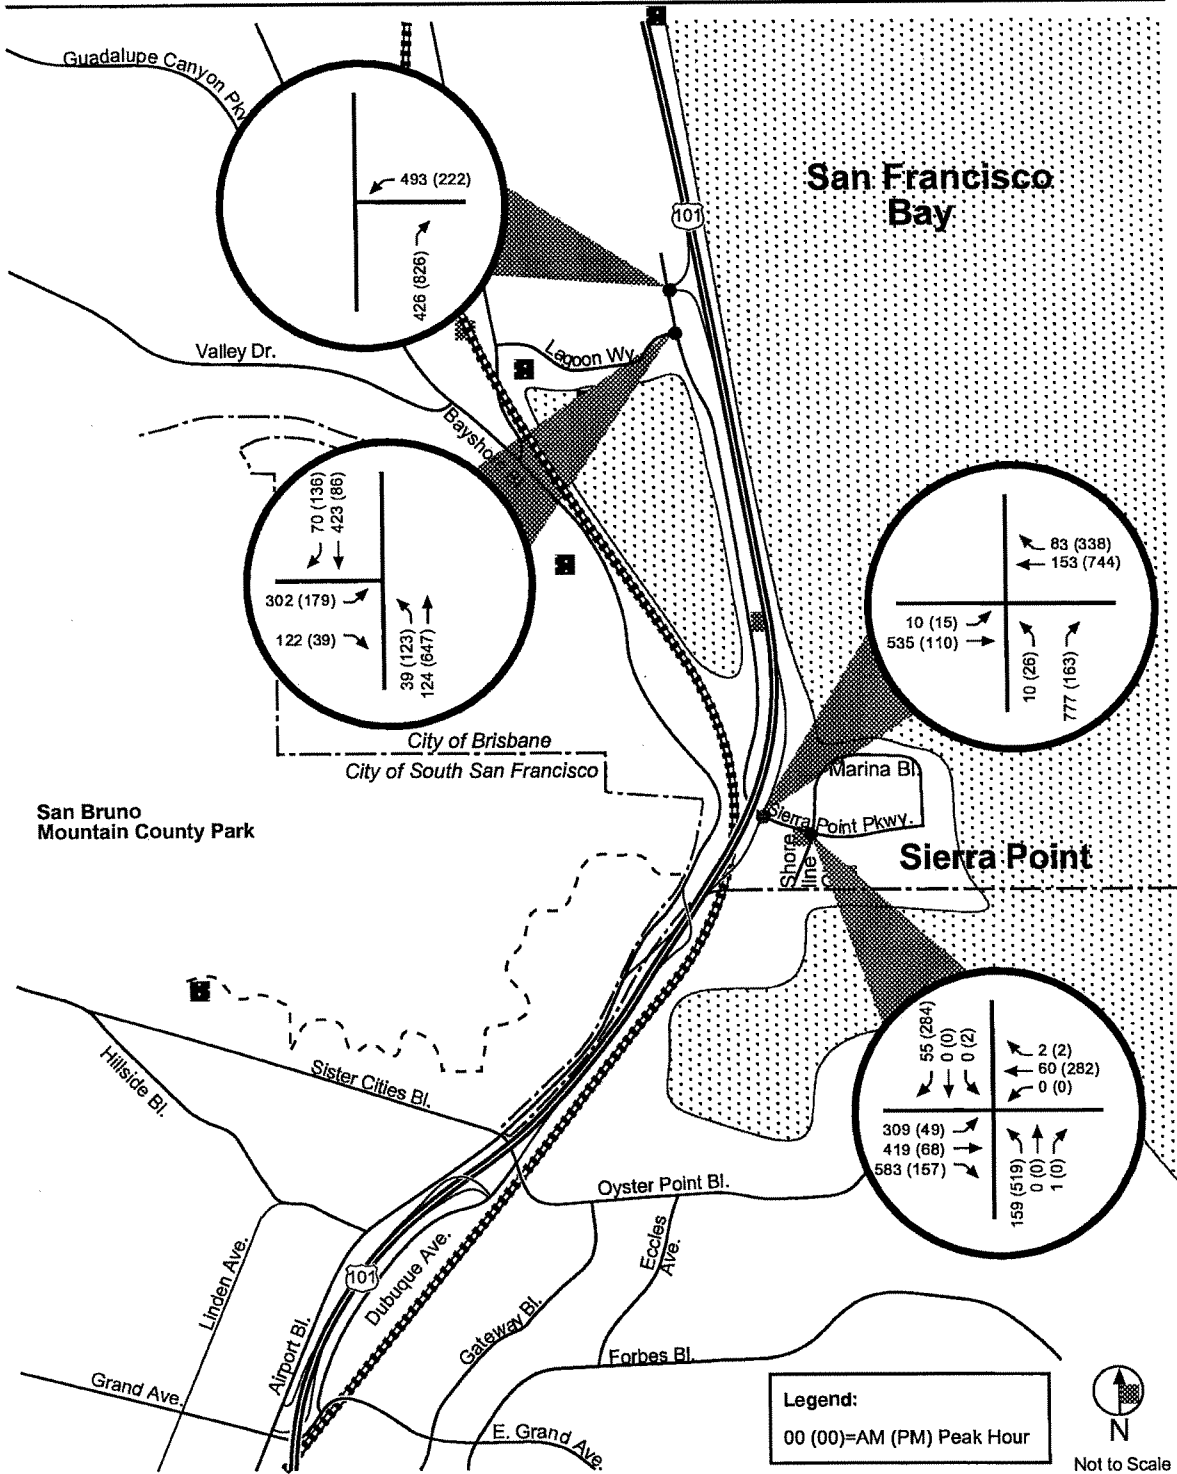 Guadalupe Canyon Pkw
493 (222)
426 (826)
San Francisco
Bay
101
Valley Dr.
Lagoon Wy.
Baysho
70 (136)
423 (86)
302 (179)
122 (39)
39 (123)
124 (647)
83 (338)
153 (744)
10 (15)
535 (110)
10 (26)
777 (163)
City of Brisbane
City of South San Francisco
San Bruno
Mountain County Park
Marina Bl.
Sierra Point Pkwy.
Shore
line
Sierra Point
55 (284)
0 (0)
0 (2)
2 (2)
60 (282)
0 (0)
309 (49)
419 (68)
583 (157)
159 (519)
0 (0)
1 (0)
Hillside Bl.
Sister Cities Bl.
Oyster Point Bl.
Eccles
Ave.
Linden Ave.
101
Dubuque Ave.
Airport Bl.
Gateway Bl.
Forbes Bl.
Grand Ave.
E. Grand Ave.
Legend:
00 (00)=AM (PM) Peak Hour
N
Not to Scale